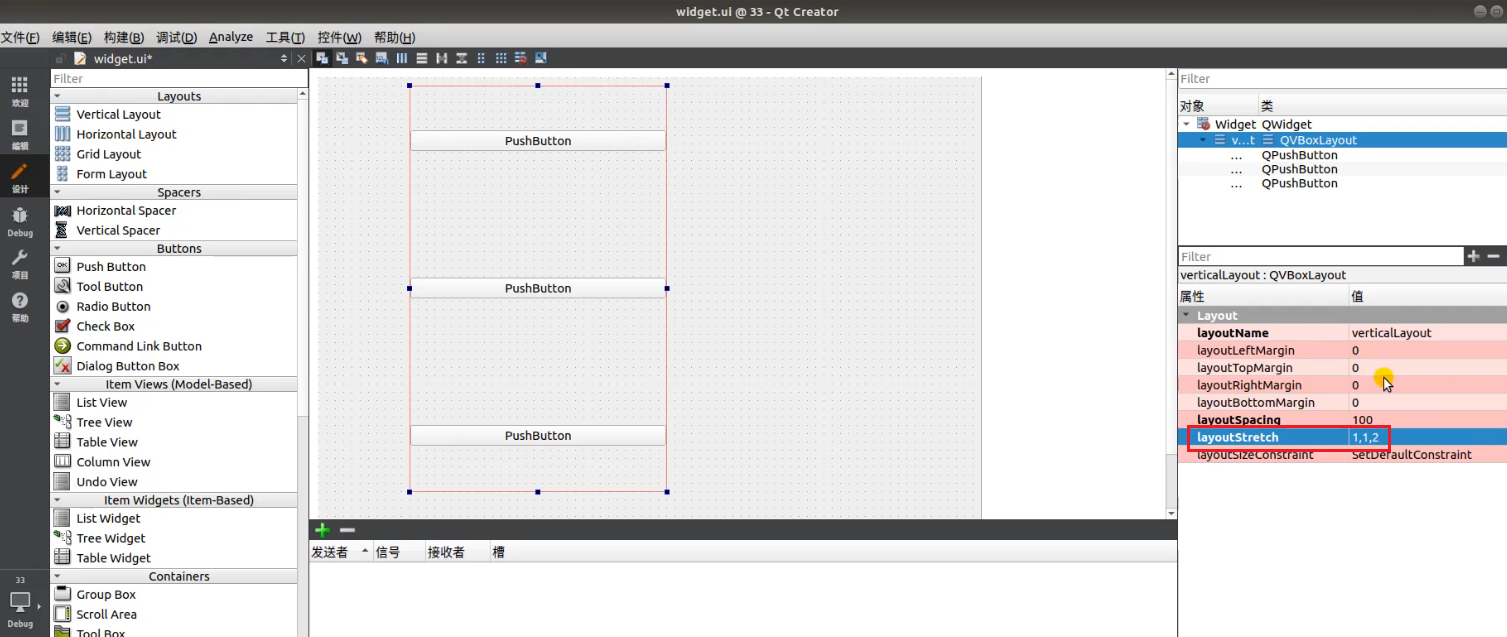 widget.ui @ 33 - Qt Creator
文件(F) 编辑(E) 构建(B) 调试(D) Analyze 工具(T) 控件(W) 帮助(H)
widget.ui*
欢迎
编辑
设计
Debug
项目
帮助
33
Debug
Filter
Layouts
Vertical Layout
Horizontal Layout
Grid Layout
Form Layout
Spacers
Horizontal Spacer
Vertical Spacer
Buttons
OK Push Button
Tool Button
Radio Button
Check Box
Command Link Button
Dialog Button Box
Item Views (Model-Based)
List View
Tree View
Table View
Column View
Undo View
Item Widgets (Item-Based)
List Widget
Tree Widget
Table Widget
Containers
Group Box
Scroll Area
Tool Box
PushButton
PushButton
PushButton
发送者 信号 接收者 槽
Filter
对象 类
Widget QWidget
v...t QVBoxLayout
... QPushButton
... QPushButton
... QPushButton
Filter
verticalLayout : QVBoxLayout
属性 值
Layout
layoutName verticalLayout
layoutLeftMargin 0
layoutTopMargin 0
layoutRightMargin 0
layoutBottomMargin 0
layoutSpacing 100
layoutStretch 1,1,2
layoutSizeConstraint SetDefaultConstraint